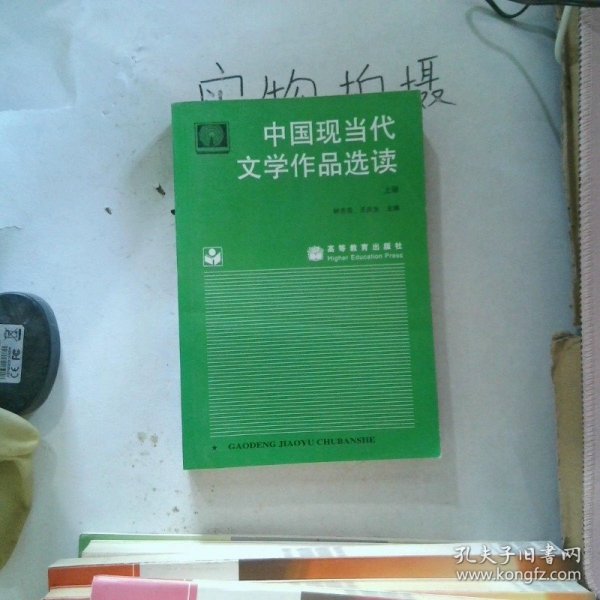 实物拍摄
中国现当代
文学作品选读
上册
主编
高等教育出版社
Higher Education Press
★ GAODENG JIAOYU CHUBANSHE
孔夫子旧书网
www.kongfz.com